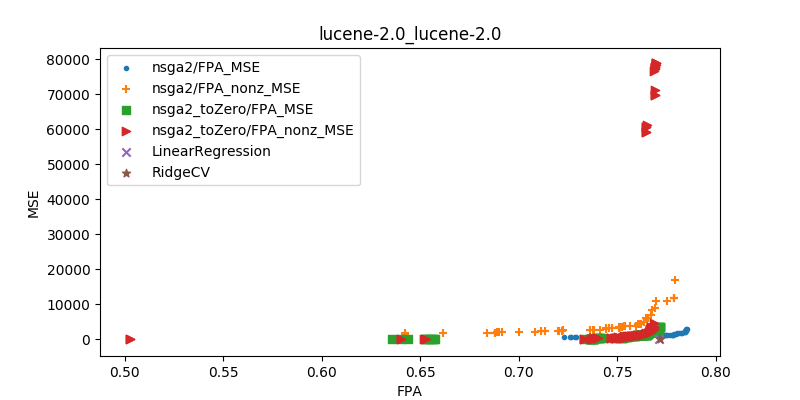 lucene-2.0_lucene-2.0
80000
70000
60000
50000
40000
30000
20000
10000
0
MSE
nsga2/FPA_MSE
nsga2/FPA_nonz_MSE
nsga2_toZero/FPA_MSE
nsga2_toZero/FPA_nonz_MSE
LinearRegression
RidgeCV
0.50 0.55 0.60 0.65 0.70 0.75 0.80
FPA